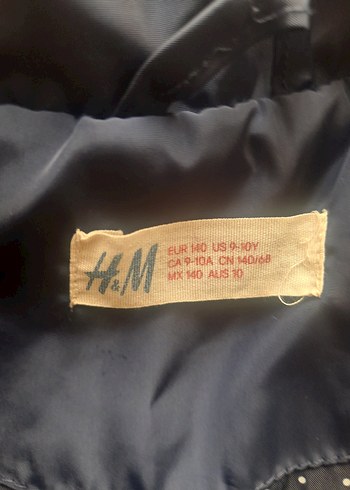 H&M
EUR 140 US 9-10Y
CA 9-10A CN 140/68
MX 140 AUS 10